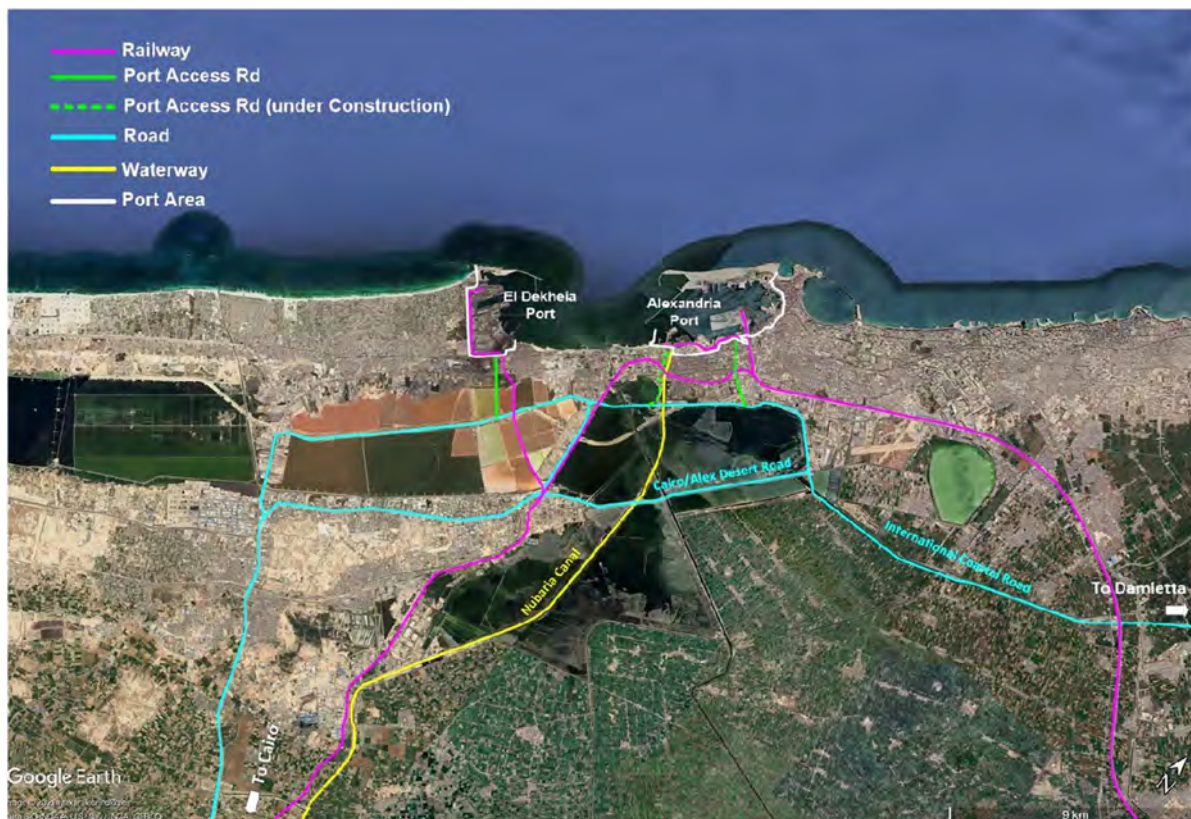 Railway
Port Access Rd
Port Access Rd (under Construction)
Road
Waterway
Port Area
El Dekhela
Port
Alexandria
Port
Cairo/Alex Desert Road
International Coastal Road
Nubaria Canal
To Damietta
To Cairo
Google Earth
N
9 km